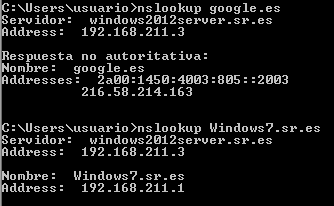 C:\Users\usuario>nslookup google.es
Servidor:  windows2012server.sr.es
Address:  192.168.211.3
Respuesta no autoritativa:
Nombre:  google.es
Addresses:  2a00:1450:4003:805::2003
216.58.214.163
C:\Users\usuario>nslookup Windows7.sr.es
Servidor:  windows2012server.sr.es
Address:  192.168.211.3
Nombre:  Windows7.sr.es
Address:  192.168.211.1